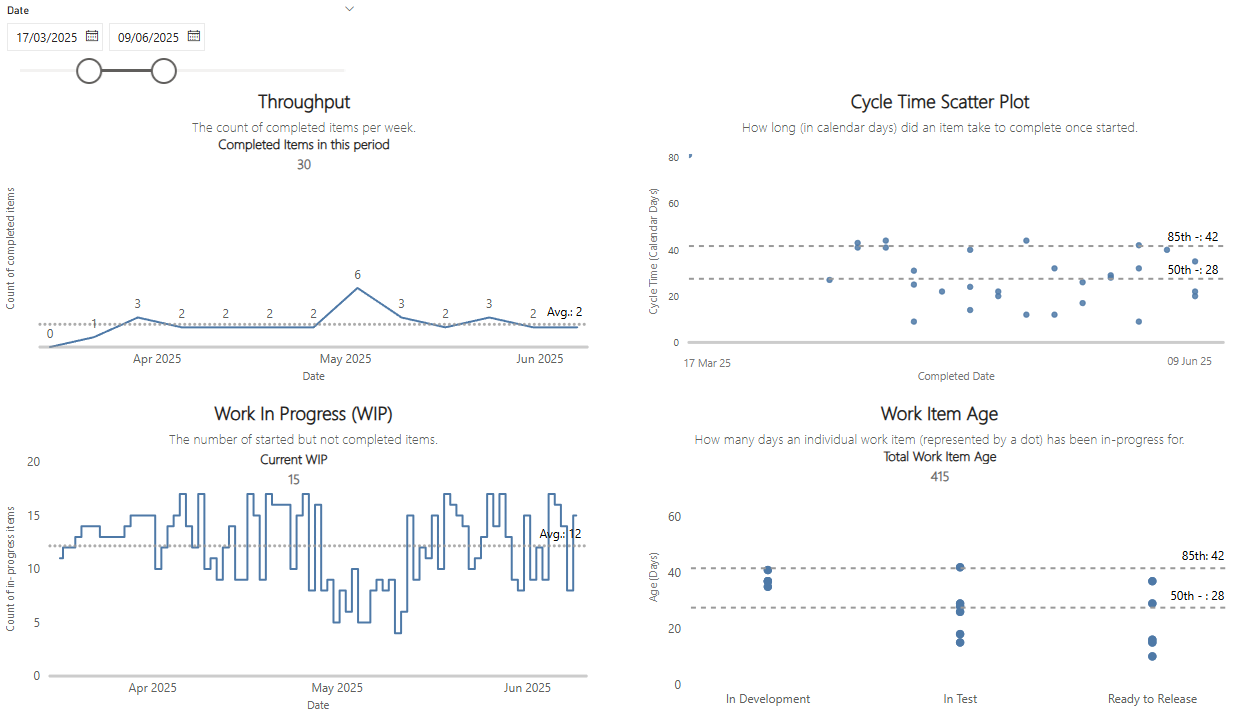 Date
17/03/2025 09/06/2025
Throughput
The count of completed items per week.
Completed Items in this period
30
Count of completed items
0 1 3 2 2 2 2 6 3 2 3 2
Avg.: 2
Apr 2025 May 2025 Jun 2025
Date
Cycle Time Scatter Plot
How long (in calendar days) did an item take to complete once started.
Cycle Time (Calendar Days)
80
60
40
20
0
85th -: 42
50th -: 28
17 Mar 25 09 Jun 25
Completed Date
Work In Progress (WIP)
The number of started but not completed items.
Current WIP
15
Count of in-progress items
20
15
10
5
0
Avg.: 12
Apr 2025 May 2025 Jun 2025
Date
Work Item Age
How many days an individual work item (represented by a dot) has been in-progress for.
Total Work Item Age
415
Age (Days)
60
40
20
0
85th: 42
50th - : 28
In Development In Test Ready to Release